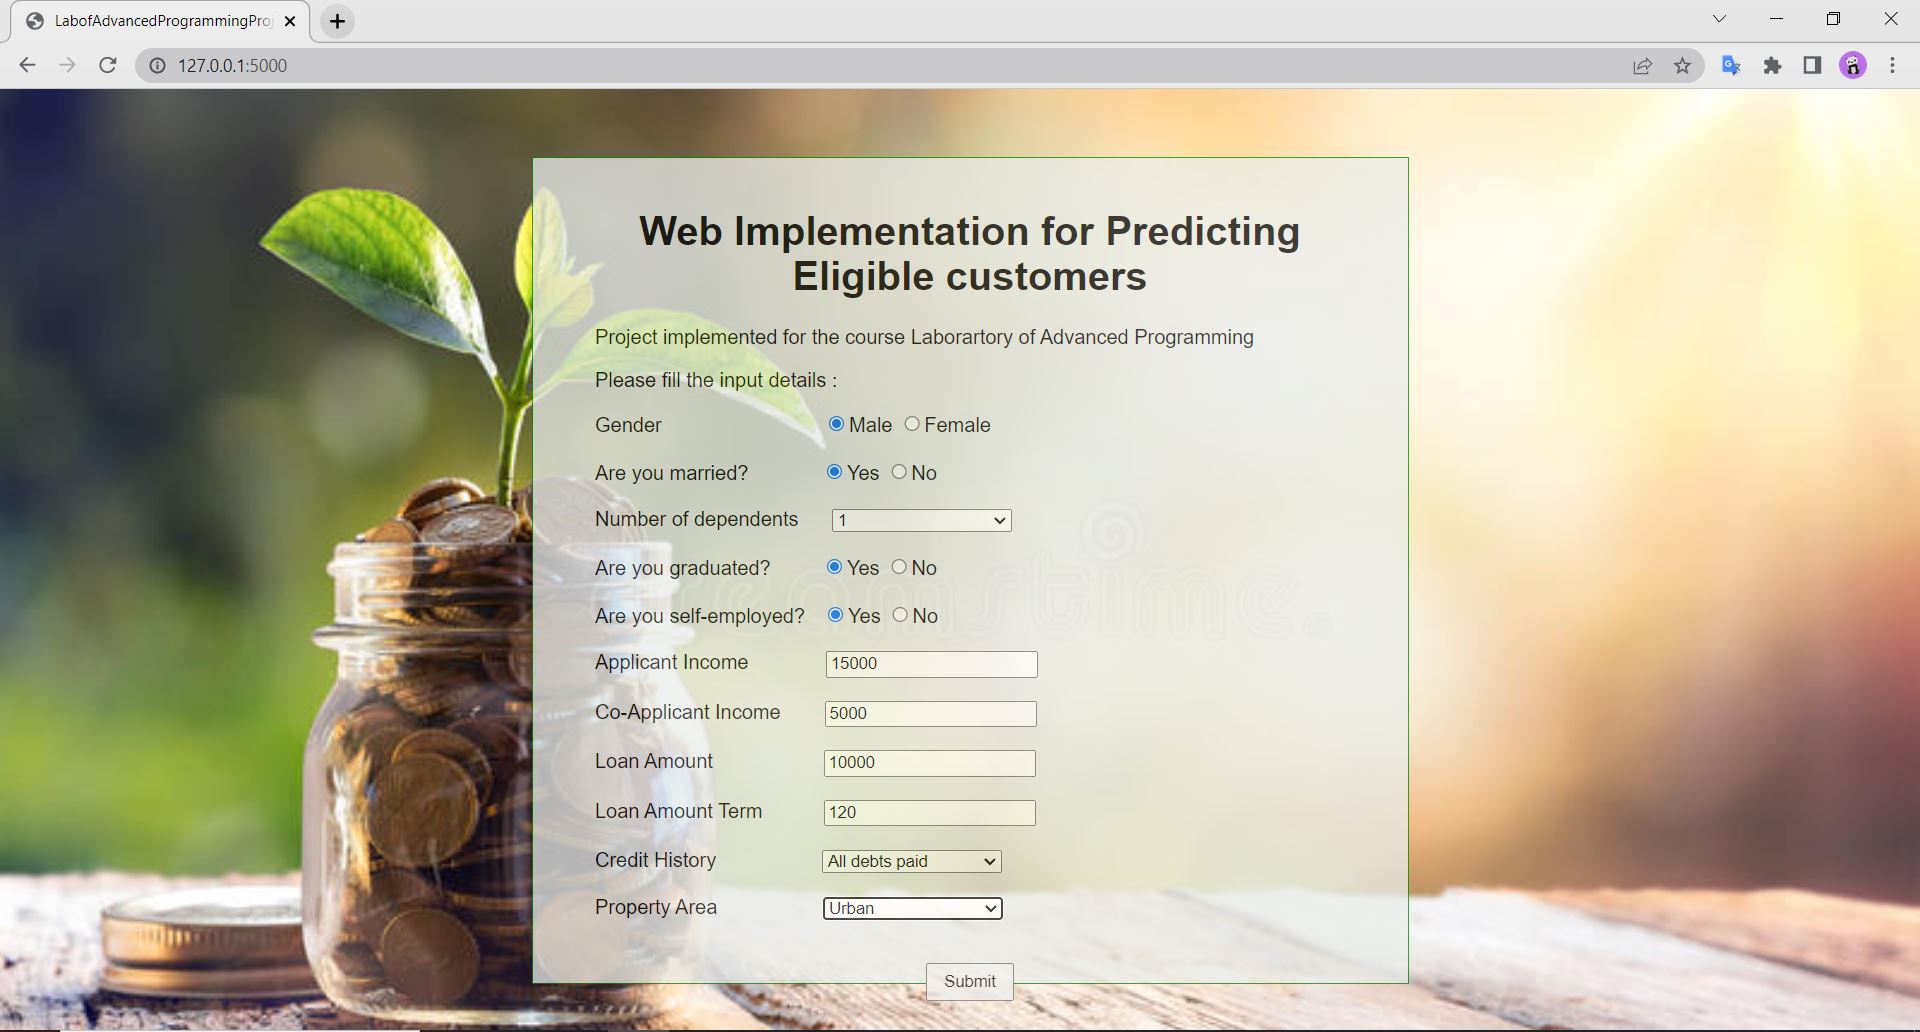 LabofAdvancedProgrammingProj
127.0.0.1:5000
Web Implementation for Predicting
Eligible customers
Project implemented for the course Laborartory of Advanced Programming
Please fill the input details :
Gender Male Female
Are you married? Yes No
Number of dependents 1
Are you graduated? Yes No
Are you self-employed? Yes No
Applicant Income 15000
Co-Applicant Income 5000
Loan Amount 10000
Loan Amount Term 120
Credit History All debts paid
Property Area Urban
Submit